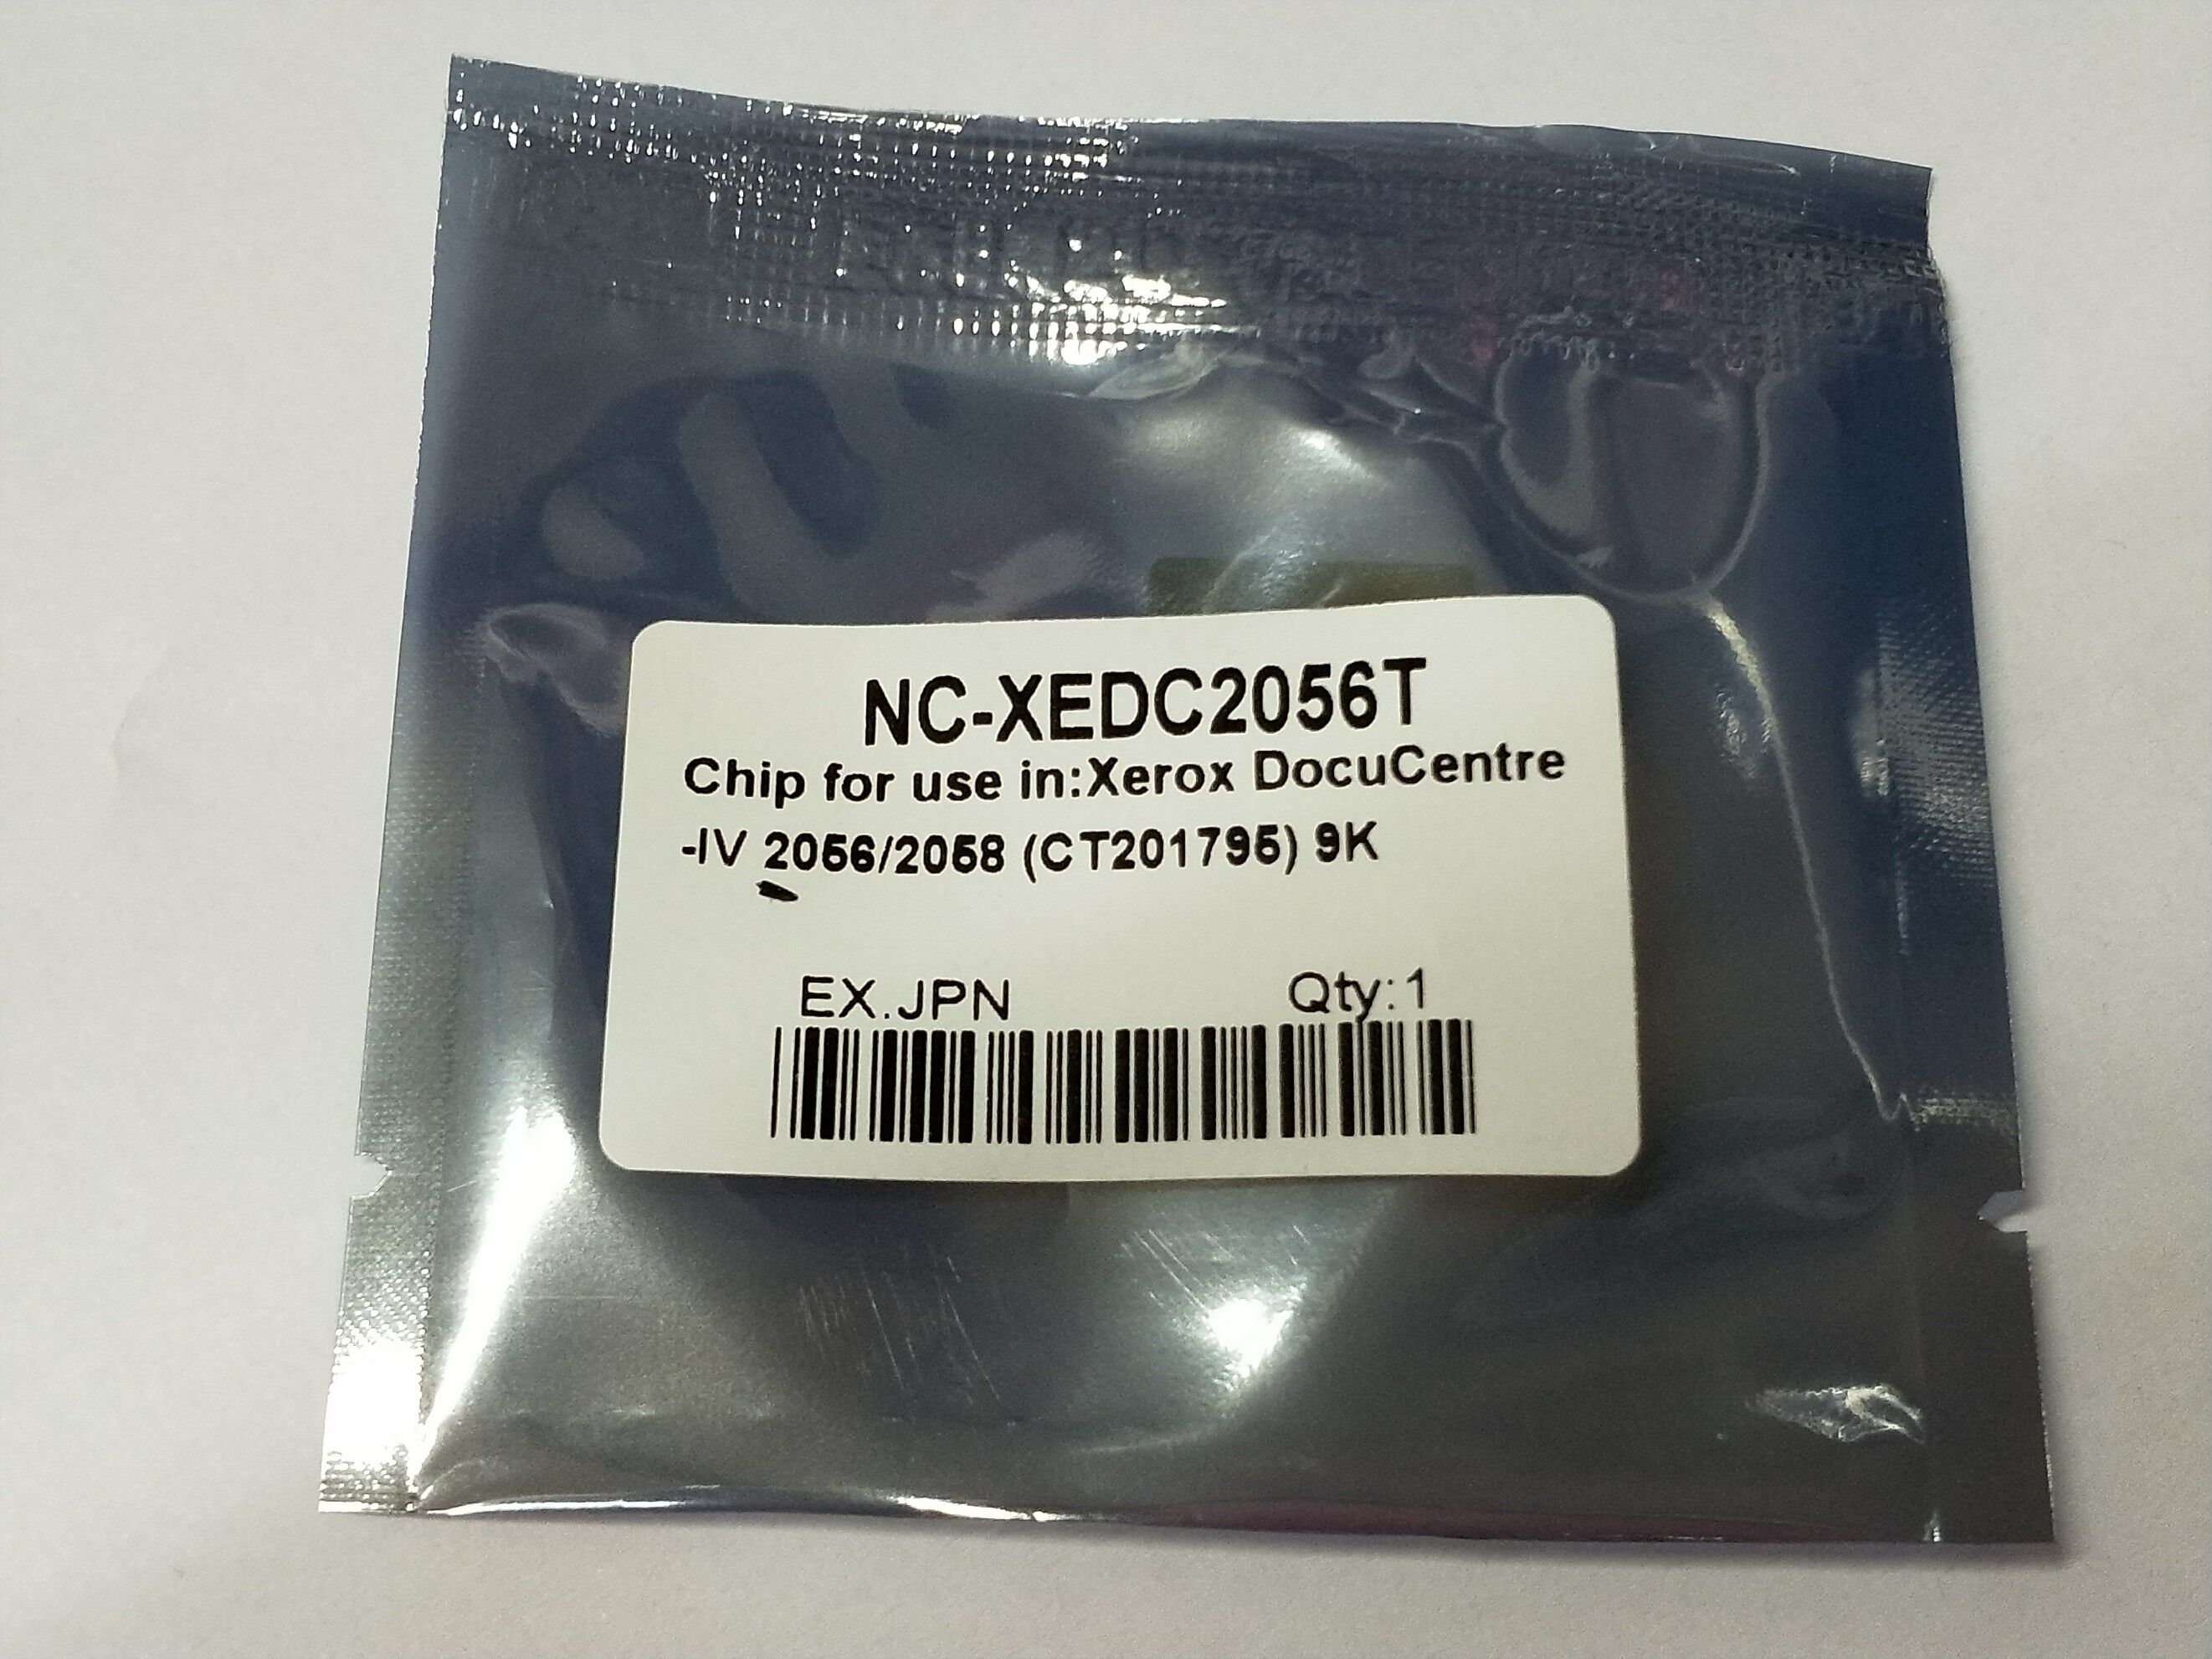 NC-XEDC2056T
Chip for use in:Xerox DocuCentre
-IV 2056/2058 (CT201795) 9K
EX.JPN Qty:1